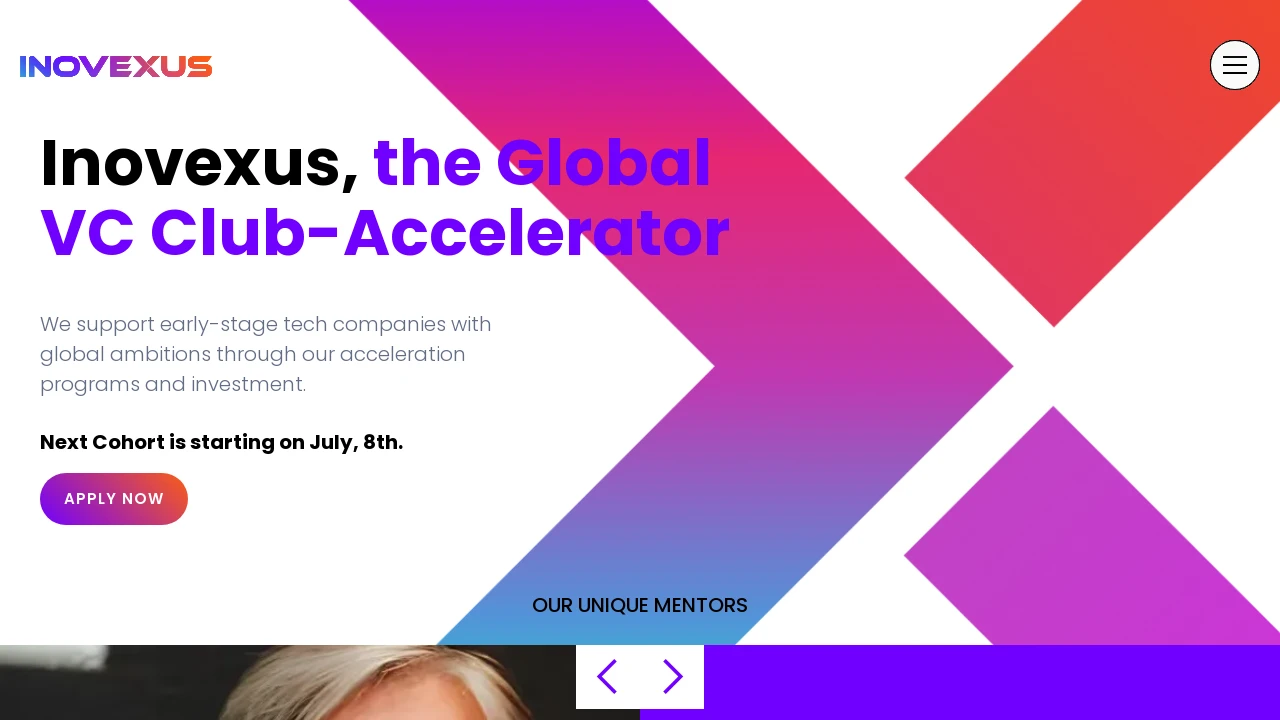 INOVEXUS
Inovexus, the Global
VC Club-Accelerator
We support early-stage tech companies with
global ambitions through our acceleration
programs and investment.
Next Cohort is starting on July, 8th.
APPLY NOW
OUR UNIQUE MENTORS